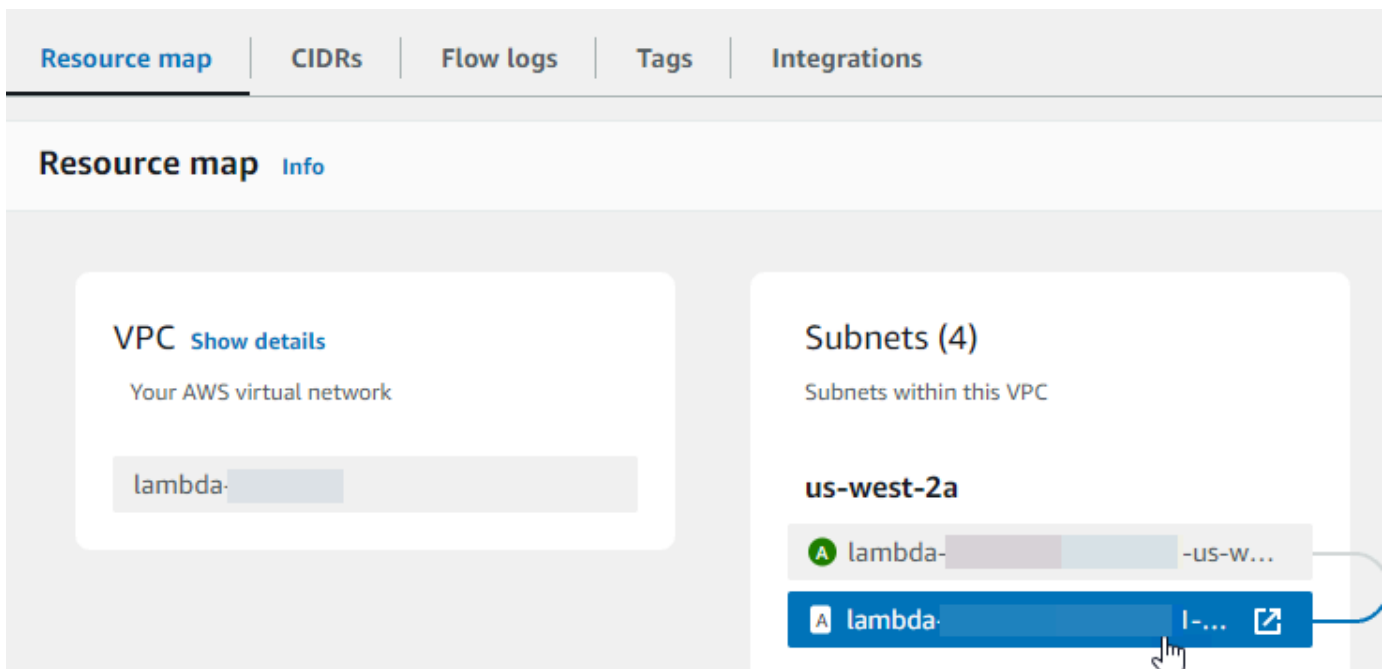 Resource map CIDRs Flow logs Tags Integrations
Resource map Info
VPC Show details
Your AWS virtual network
lambda-
Subnets (4)
Subnets within this VPC
us-west-2a
A lambda- -us-w...
A lambda- l-...